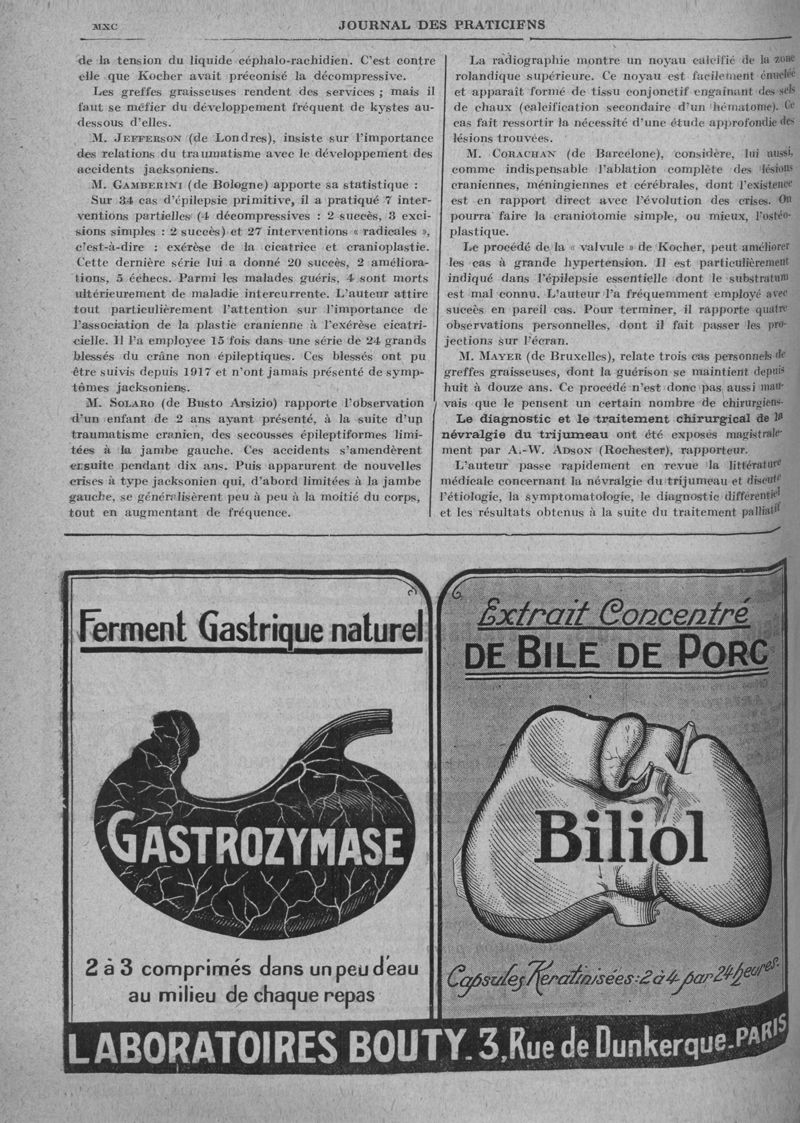 MXC
JOURNAL DES PRATICIENS
de la tension du liquide céphalo-rachidien. C'est contre
elle que Kocher avait préconisé la décompressive.
Les greffes graisseuses rendent des services ; mais il
faut se méfier du développement fréquent de kystes au-
dessous d'elles.
M. JEFFERSON (de Londres), insiste sur l'importance
des relations du traumatisme avec le développement des
accidents jacksoniens.
M. GAMBERINI (de Bologne) apporte sa statistique :
Sur 34 cas d'épilepsie primitive, il a pratiqué 7 inter-
ventions partielles (4 décompressives : 2 succès, 3 exci-
sions simples : 2 succès) et 27 interventions « radicales »,
c'est-à-dire : exérèse de la cicatrice et cranioplastie.
Cette dernière série lui a donné 20 succès, 2 améliora-
tions, 5 échecs. Parmi les malades guéris, 4 sont morts
ultérieurement de maladie intercurrente. L'auteur attire
tout particulièrement l'attention sur l'importance de
l'association de la plastie cranienne à l'exérèse cicatri-
cielle. Il l'a employee 15 fois dans une série de 24 grands
blessés du crâne non épileptiques. Ces blessés ont pu
être suivis depuis 1917 et n'ont jamais présenté de symp-
tômes jacksoniens.
M. SOLARO (de Busto Arsizio) rapporte l'observation
d'un enfant de 2 ans ayant présenté, à la suite d'up
traumatisme cranien, des secousses épileptiformes limi-
tées à la jambe gauche. Ces accidents s'amendèrent
ensuite pendant dix ans. Puis apparurent de nouvelles
crises à type jacksonien qui, d'abord limitées à la jambe
gauche, se généralisèrent peu à peu à la moitié du corps,
tout en augmentant de fréquence.
La radiographie montre un noyau calcifié de la zone
rolandique supérieure. Ce noyau est facilement énucléé
et apparait formé de tissu conjonetif engainant des sels
de chaux (calcification secondaire d'un hématome). Ce
cas fait ressortir la nécessité d'une étude approfondie des
lésions trouvées.
M. CORACHAN (de Barcelone), considère, lui aussi,
comme indispensable l'ablation complète des lésions
craniennes, méningiennes et cérébrales, dont l'existence
est en rapport direct avec l'évolution des crises. On
pourra faire la craniotomie simple, ou mieux, l'ostéo-
plastique.
Le procédé de la « valvule » de Kocher, peut améliorer
les cas à grande hypertension. Il est particulièrement
indiqué dans l'épilepsie essentielle dont le substratum
est mal connu. L'auteur l'a fréquemment employé avec
succès en pareil cas. Pour terminer, il rapporte quatre
observations personnelles, dont il fait passer les pro-
jections sur l'écran.
M. MAYER (de Bruxelles), relate trois cas personnels de
greffes graisseuses, dont la guérison se maintient depuis
huit à douze ans. Ce procédé n'est donc pas aussi mau-
vais que le pensent un certain nombre de chirurgiens.
Le diagnostic et le traitement chirurgical de la
névralgie du trijumeau ont été exposés magistrale-
ment par A.-W. ADSON (Rochester), rapporteur.
L'auteur passe rapidement en revue la littérature
médicale concernant la névralgie du trijumeau et discute
l'étiologie, la symptomatologie, le diagnostic différentiel
et les résultats obtenus à la suite du traitement palliatif
Ferment Gastrique naturel
GASTROZYMASE
2 à 3 comprimés dans un peu d'eau
au milieu de chaque repas
Extrait Concentré
DE BILE DE PORC
Biliol
Capsules Kératinisées: 2 à 4 par 24 heures.
LABORATOIRES BOUTY. 3, Rue de Dunkerque_PARIS